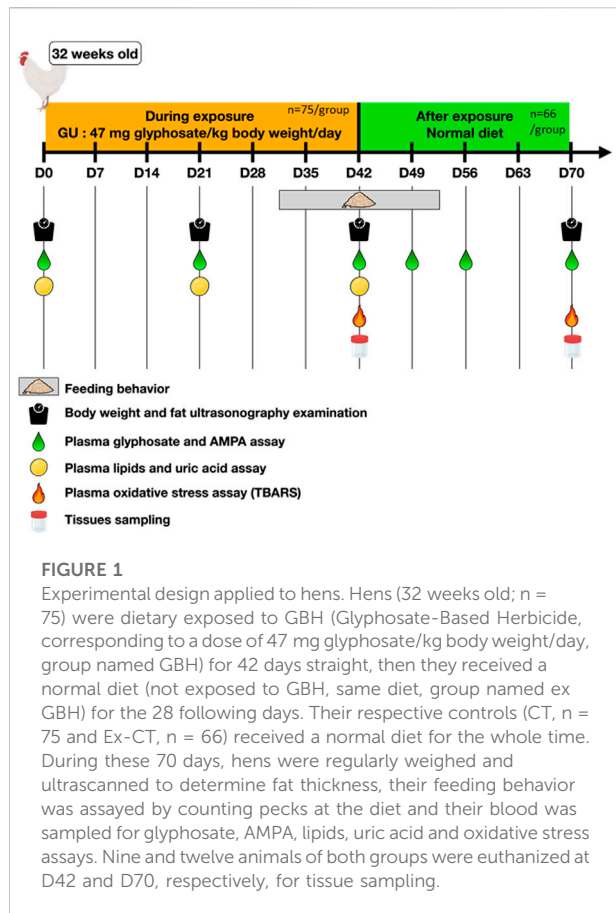 32 weeks old
During exposure
n=75/group
GU : 47 mg glyphosate/kg body weight/day
After exposure
n=66
Normal diet
/group
D0 D7 D14 D21 D28 D35 D42 D49 D56 D63 D70
Feeding behavior
Body weight and fat ultrasonography examination
Plasma glyphosate and AMPA assay
Plasma lipids and uric acid assay
Plasma oxidative stress assay (TBARS)
Tissues sampling
FIGURE 1
Experimental design applied to hens. Hens (32 weeks old; n =
75) were dietary exposed to GBH (Glyphosate-Based Herbicide,
corresponding to a dose of 47 mg glyphosate/kg body weight/day,
group named GBH) for 42 days straight, then they received a
normal diet (not exposed to GBH, same diet, group named ex
GBH) for the 28 following days. Their respective controls (CT, n =
75 and Ex-CT, n = 66) received a normal diet for the whole time.
During these 70 days, hens were regularly weighed and
ultrascanned to determine fat thickness, their feeding behavior
was assayed by counting pecks at the diet and their blood was
sampled for glyphosate, AMPA, lipids, uric acid and oxidative stress
assays. Nine and twelve animals of both groups were euthanized at
D42 and D70, respectively, for tissue sampling.